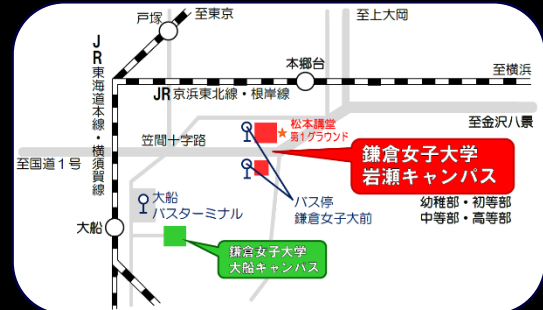 戸塚
至東京
至上大岡
本郷台
至横浜
JR東海道本線・横須賀線
JR京浜東北線・根岸線
松本講堂
第1グラウンド
至金沢八景
笠間十字路
至国道1号
鎌倉女子大学
岩瀬キャンパス
幼稚部・初等部
中等部・高等部
バス停
鎌倉女子大前
大船
バスターミナル
大船
鎌倉女子大学
大船キャンパス